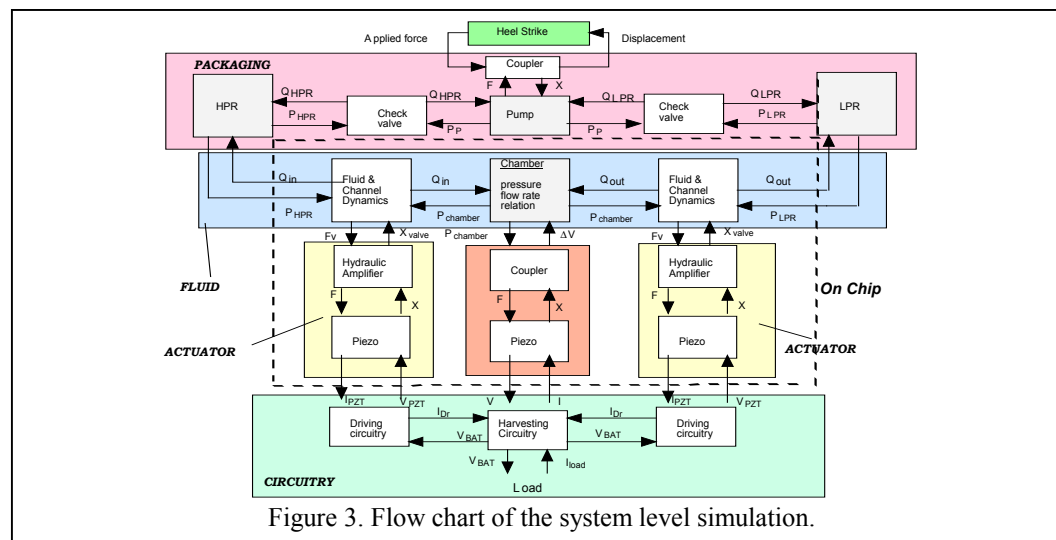 Heel Strike
Applied force
Displacement
PACKAGING
Coupler
F
X
HPR
Q HPR
Q HPR
Q LPR
Q LPR
LPR
P HPR
Check valve
P P
Pump
P P
Check valve
P LPR
Q in
Fluid & Channel Dynamics
Q in
Chamber
pressure flow rate relation
Q out
Fluid & Channel Dynamics
Q out
P HPR
P chamber
P chamber
P LPR
Fv
X valve
P chamber
ΔV
Fv
X valve
FLUID
Hydraulic Amplifier
Coupler
Hydraulic Amplifier
On Chip
F
X
F
X
F
X
ACTUATOR
Piezo
Piezo
Piezo
ACTUATOR
I PZT
V PZT
V
I
I PZT
V PZT
Driving circuitry
I Dr
Harvesting Circuitry
I Dr
Driving circuitry
V BAT
V BAT
V BAT
I load
CIRCUITRY
Load
Figure 3. Flow chart of the system level simulation.